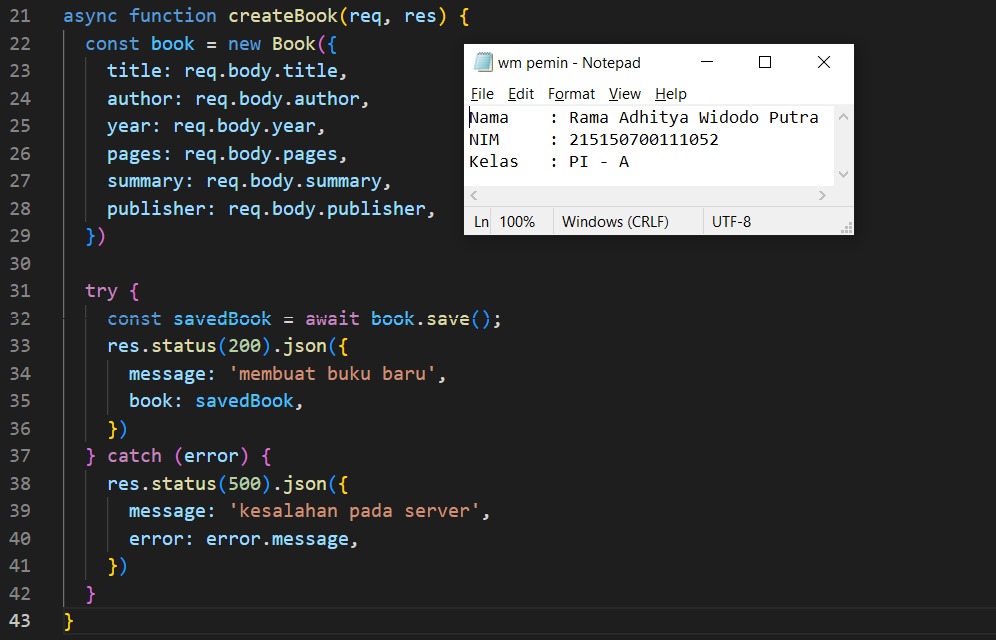 21 async function createBook(req, res) {
22   const book = new Book({
23     title: req.body.title,
24     author: req.body.author,
25     year: req.body.year,
26     pages: req.body.pages,
27     summary: req.body.summary,
28     publisher: req.body.publisher,
29   })
30
31   try {
32     const savedBook = await book.save();
33     res.status(200).json({
34       message: 'membuat buku baru',
35       book: savedBook,
36     })
37   } catch (error) {
38     res.status(500).json({
39       message: 'kesalahan pada server',
40       error: error.message,
41     })
42   }
43 }
wm pemin - Notepad
File Edit Format View Help
Nama    : Rama Adhitya Widodo Putra
NIM     : 215150700111052
Kelas   : PI - A
Ln 100% Windows (CRLF) UTF-8